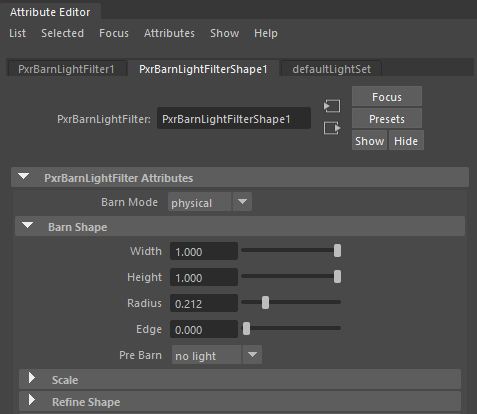 Attribute Editor
List Selected Focus Attributes Show Help
PxrBarnLightFilter1 PxrBarnLightFilterShape1 defaultLightSet
Focus
PxrBarnLightFilter: PxrBarnLightFilterShape1
Presets
Show Hide
PxrBarnLightFilter Attributes
Barn Mode physical
Barn Shape
Width 1.000
Height 1.000
Radius 0.212
Edge 0.000
Pre Barn no light
Scale
Refine Shape